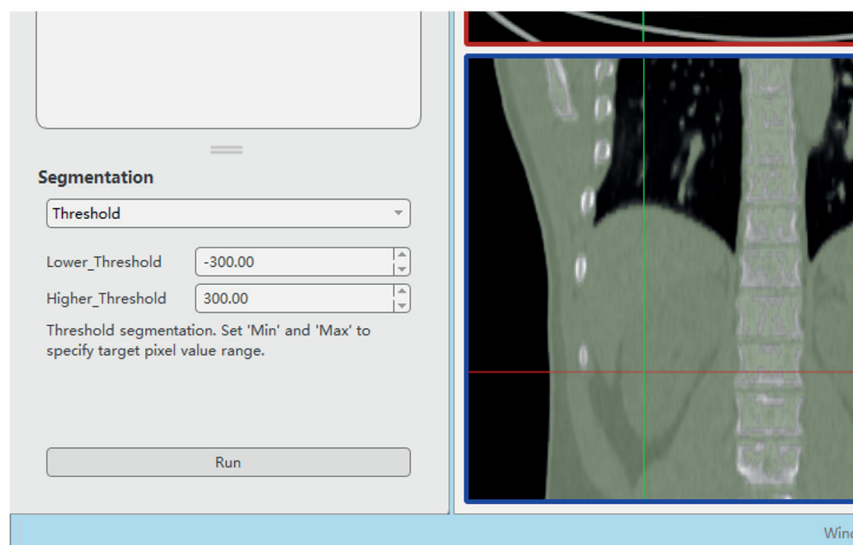 Segmentation
Threshold
Lower_Threshold
-300.00
Higher_Threshold
300.00
Threshold segmentation. Set 'Min' and 'Max' to
specify target pixel value range.
Run